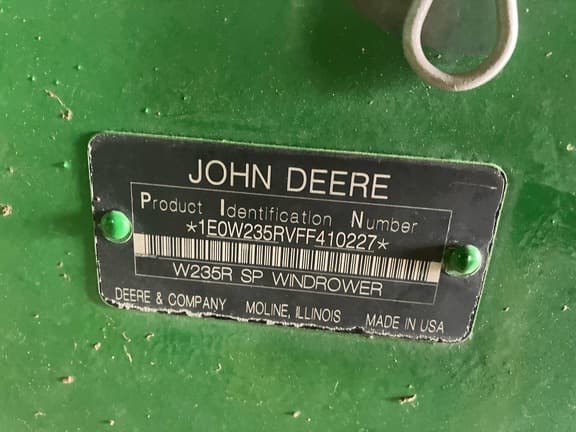 JOHN DEERE
Product Identification Number
*1E0W235RVFF410227*
W235R SP WINDROWER
DEERE & COMPANY MOLINE, ILLINOIS MADE IN USA